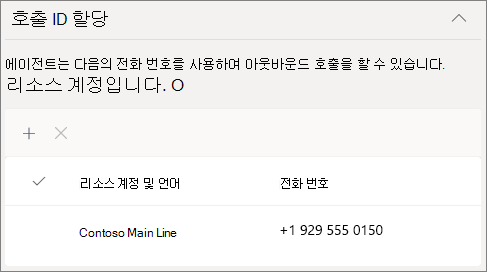 호출 ID 할당
에이전트는 다음의 전화 번호를 사용하여 아웃바운드 호출을 할 수 있습니다.
리소스 계정입니다. O
리소스 계정 및 언어 전화 번호
Contoso Main Line +1 929 555 0150